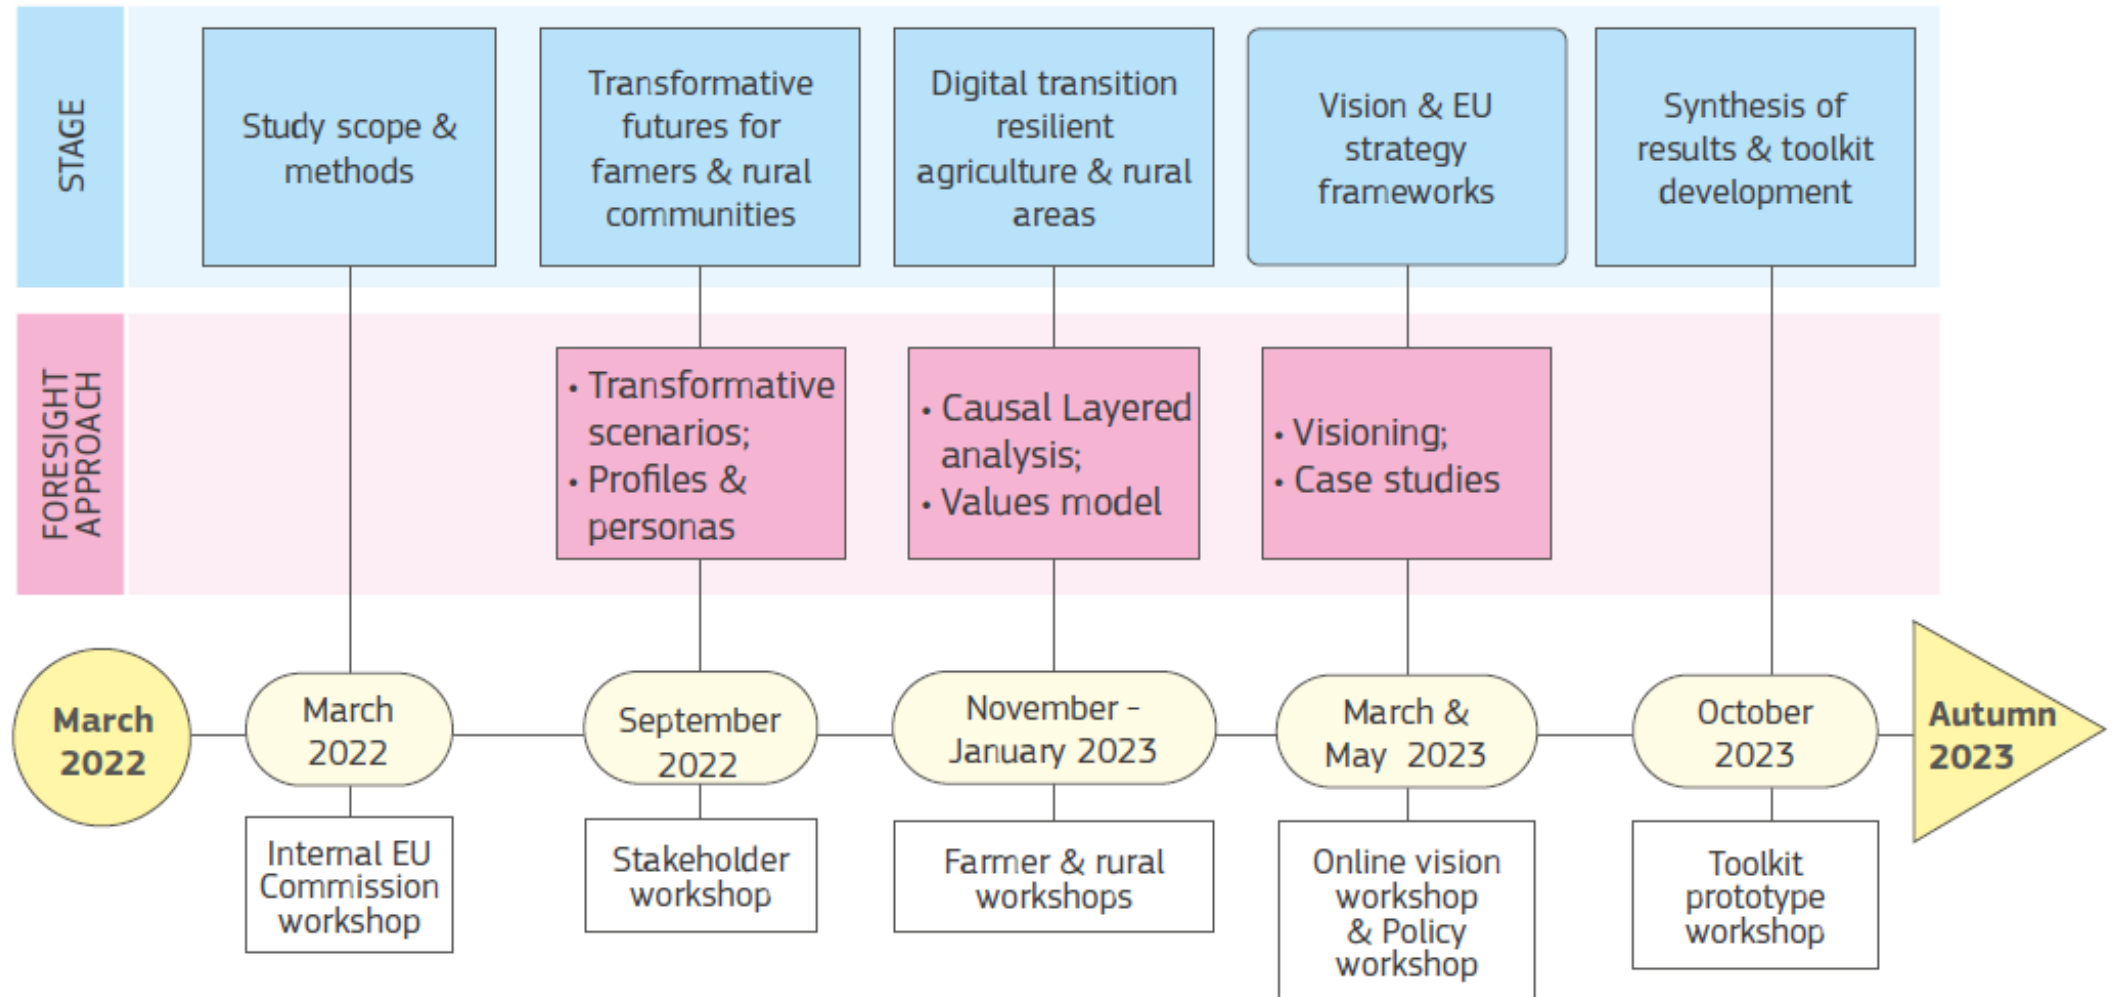 STAGE
Study scope &
methods
Transformative
futures for
famers & rural
communities
Digital transition
resilient
agriculture & rural
areas
Vision & EU
strategy
frameworks
Synthesis of
results & toolkit
development
FORESIGHT
APPROACH
• Transformative
scenarios;
• Profiles &
personas
• Causal Layered
analysis;
• Values model
• Visioning;
• Case studies
March
2022
March
2022
September
2022
November -
January 2023
March &
May 2023
October
2023
Autumn
2023
Internal EU
Commission
workshop
Stakeholder
workshop
Farmer & rural
workshops
Online vision
workshop
& Policy
workshop
Toolkit
prototype
workshop